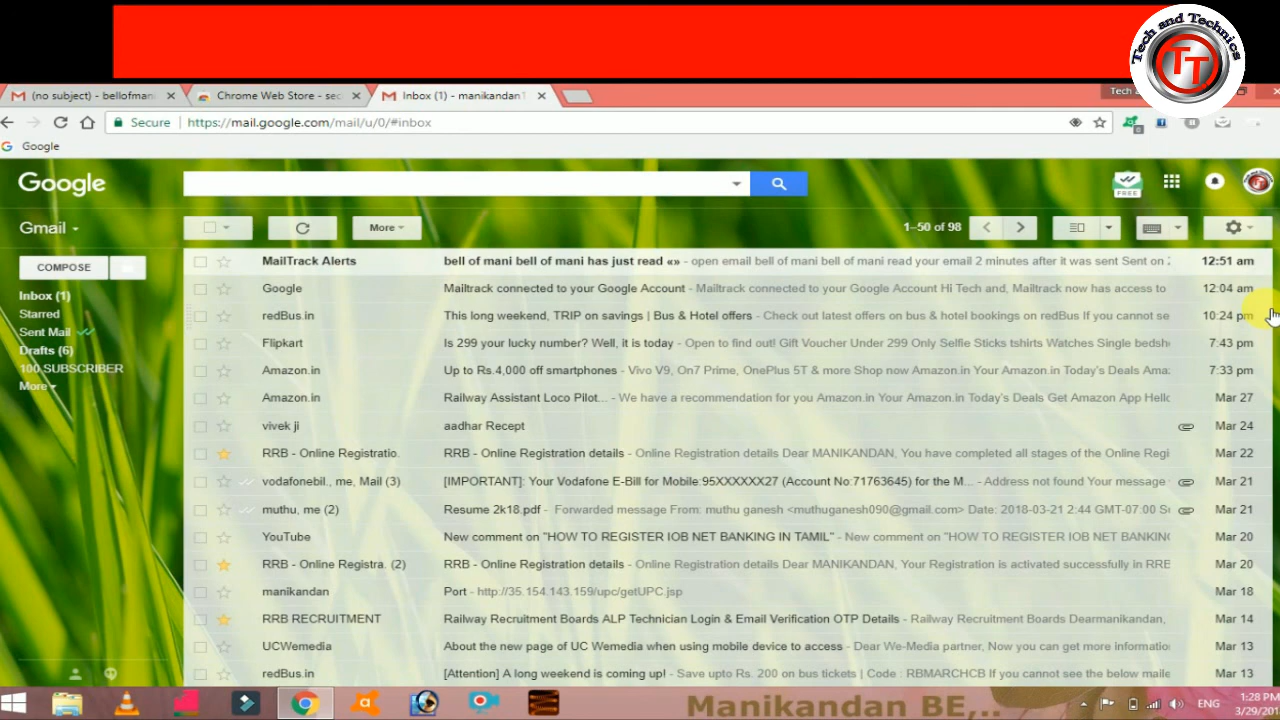 Tech and Technics
TT
(no subject) - bellofmani
Chrome Web Store - sec
Inbox (1) - manikandan1
Tech a
Secure
https://mail.google.com/mail/u/0/#inbox
Google
Google
FREE
Gmail
More
1–50 of 98
COMPOSE
Inbox (1)
Starred
Sent Mail
Drafts (6)
100 SUBSCRIBER
More
MailTrack Alerts bell of mani bell of mani has just read «» - open email bell of mani bell of mani read your email 2 minutes after it was sent Sent on 12:51 am
Google Mailtrack connected to your Google Account - Mailtrack connected to your Google Account Hi Tech and, Mailtrack now has access to 12:04 am
redBus.in This long weekend, TRIP on savings | Bus & Hotel offers - Check out latest offers on bus & hotel bookings on redBus If you cannot se 10:24 pm
Flipkart Is 299 your lucky number? Well, it is today - Open to find out! Gift Voucher Under 299 Only Selfie Sticks tshirts Watches Single bedsh 7:43 pm
Amazon.in Up to Rs.4,000 off smartphones - Vivo V9, On7 Prime, OnePlus 5T & more Shop now Amazon.in Your Amazon.in Today's Deals Ama 7:33 pm
Amazon.in Railway Assistant Loco Pilot... - We have a recommendation for you Amazon.in Your Amazon.in Today's Deals Get Amazon App Hello Mar 27
vivek ji aadhar Recept Mar 24
RRB - Online Registratio. RRB - Online Registration details - Online Registration details Dear MANIKANDAN, You have completed all stages of the Online Regi Mar 22
vodafonebil., me, Mail (3) [IMPORTANT]: Your Vodafone E-Bill for Mobile:95XXXXXX27 (Account No:71763645) for the M... - Address not found Your message Mar 21
muthu, me (2) Resume 2k18.pdf - Forwarded message From: muthu ganesh <muthuganesh090@gmail.com> Date: 2018-03-21 2:44 GMT-07:00 Su Mar 21
YouTube New comment on "HOW TO REGISTER IOB NET BANKING IN TAMIL" - New comment on "HOW TO REGISTER IOB NET BANKING Mar 20
RRB - Online Registra. (2) RRB - Online Registration details - Online Registration details Dear MANIKANDAN, Your Registration is activated successfully in RRB Mar 20
manikandan Port - http://35.154.143.159/upc/getUPC.jsp Mar 18
RRB RECRUITMENT Railway Recruitment Boards ALP Technician Login & Email Verification OTP Details - Railway Recruitment Boards Dearmanikandan, Mar 14
UCWemedia About the new page of UC Wemedia when using mobile device to access - Dear We-Media partner, Now you can get more informatio Mar 13
redBus.in [Attention] A long weekend is coming up! - Save upto Rs. 200 on bus tickets | Code : RBMARCHCB If you cannot see the below maile Mar 13
Manikandan BE,..
ENG
1:28 PM
3/29/201